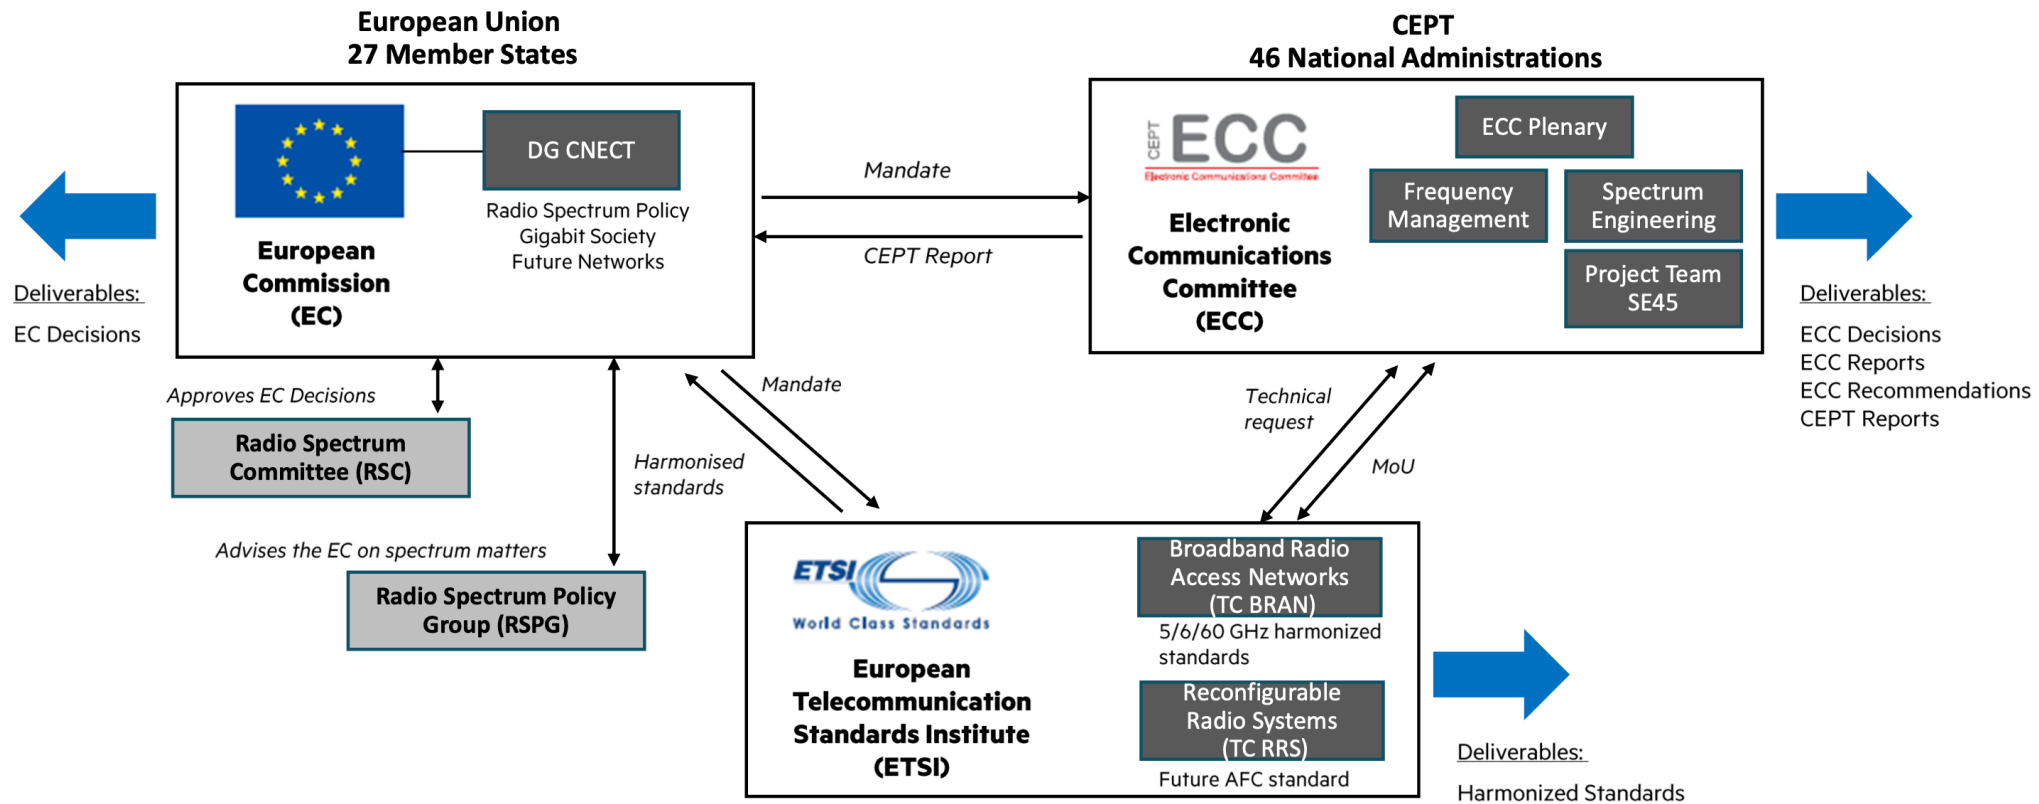 European Union
27 Member States
CEPT
46 National Administrations
DG CNECT
Radio Spectrum Policy
Gigabit Society
Future Networks
European
Commission
(EC)
Mandate
CEPT Report
CEPT
ECC
Electronic Communications Committee
Electronic
Communications
Committee
(ECC)
ECC Plenary
Frequency
Management
Spectrum
Engineering
Project Team
SE45
Deliverables:
EC Decisions
Deliverables:
ECC Decisions
ECC Reports
ECC Recommendations
CEPT Reports
Approves EC Decisions
Radio Spectrum
Committee (RSC)
Mandate
Harmonised
standards
Technical
request
MoU
Advises the EC on spectrum matters
Radio Spectrum Policy
Group (RSPG)
ETSI
World Class Standards
European
Telecommunication
Standards Institute
(ETSI)
Broadband Radio
Access Networks
(TC BRAN)
5/6/60 GHz harmonized
standards
Reconfigurable
Radio Systems
(TC RRS)
Future AFC standard
Deliverables:
Harmonized Standards